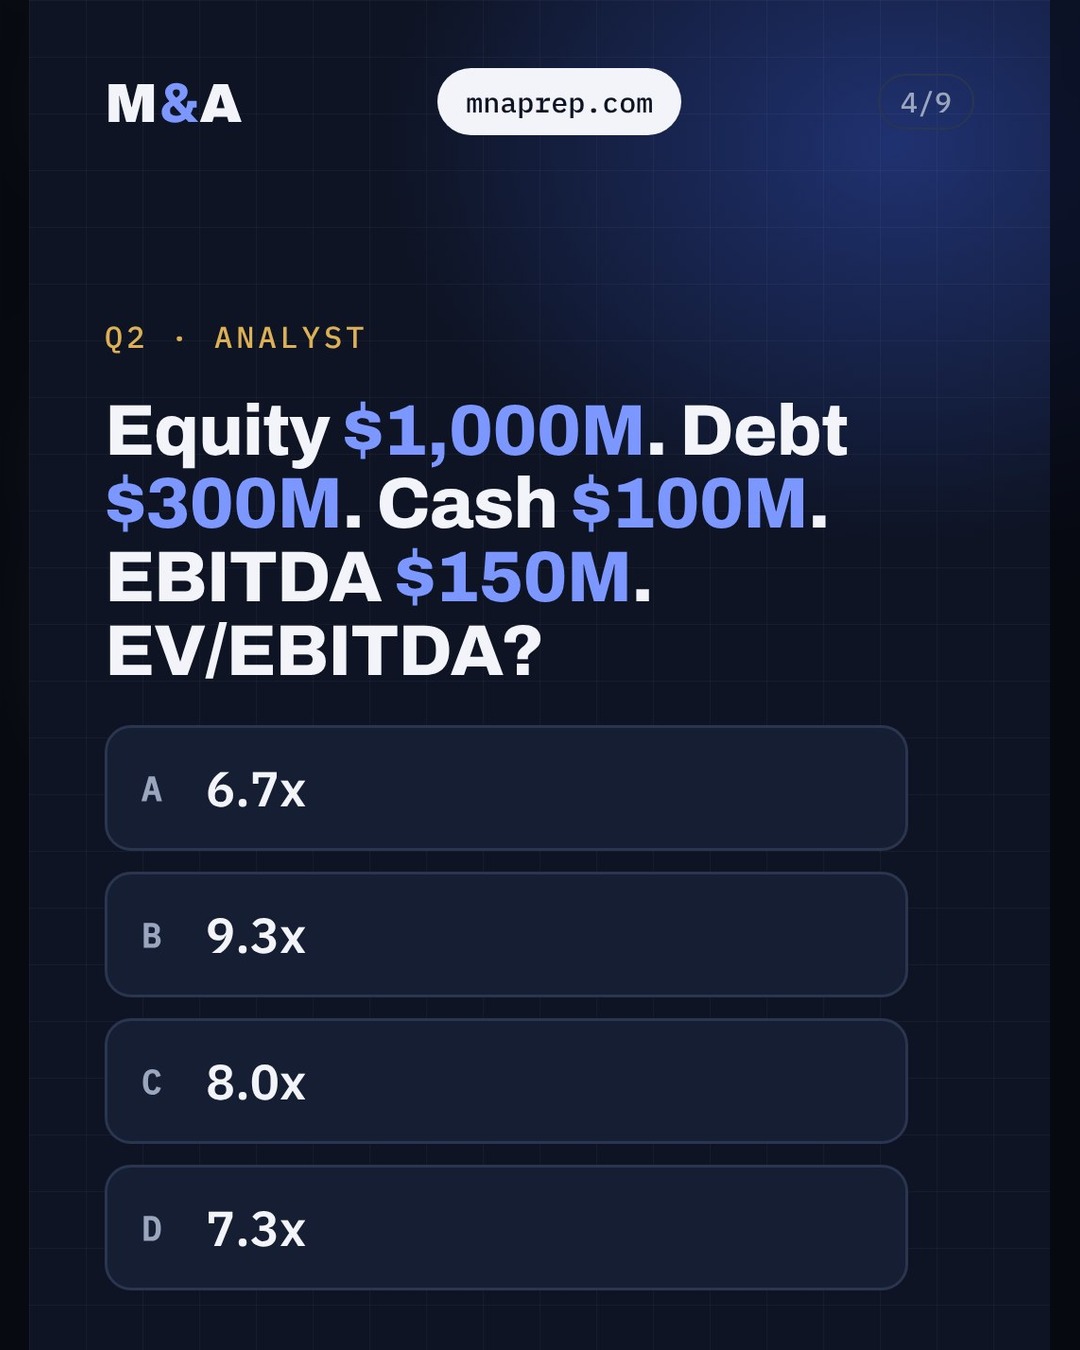 M&A
mnaprep.com
4/9
Q2 · ANALYST
Equity $1,000M. Debt
$300M. Cash $100M.
EBITDA $150M.
EV/EBITDA?
A 6.7x
B 9.3x
C 8.0x
D 7.3x